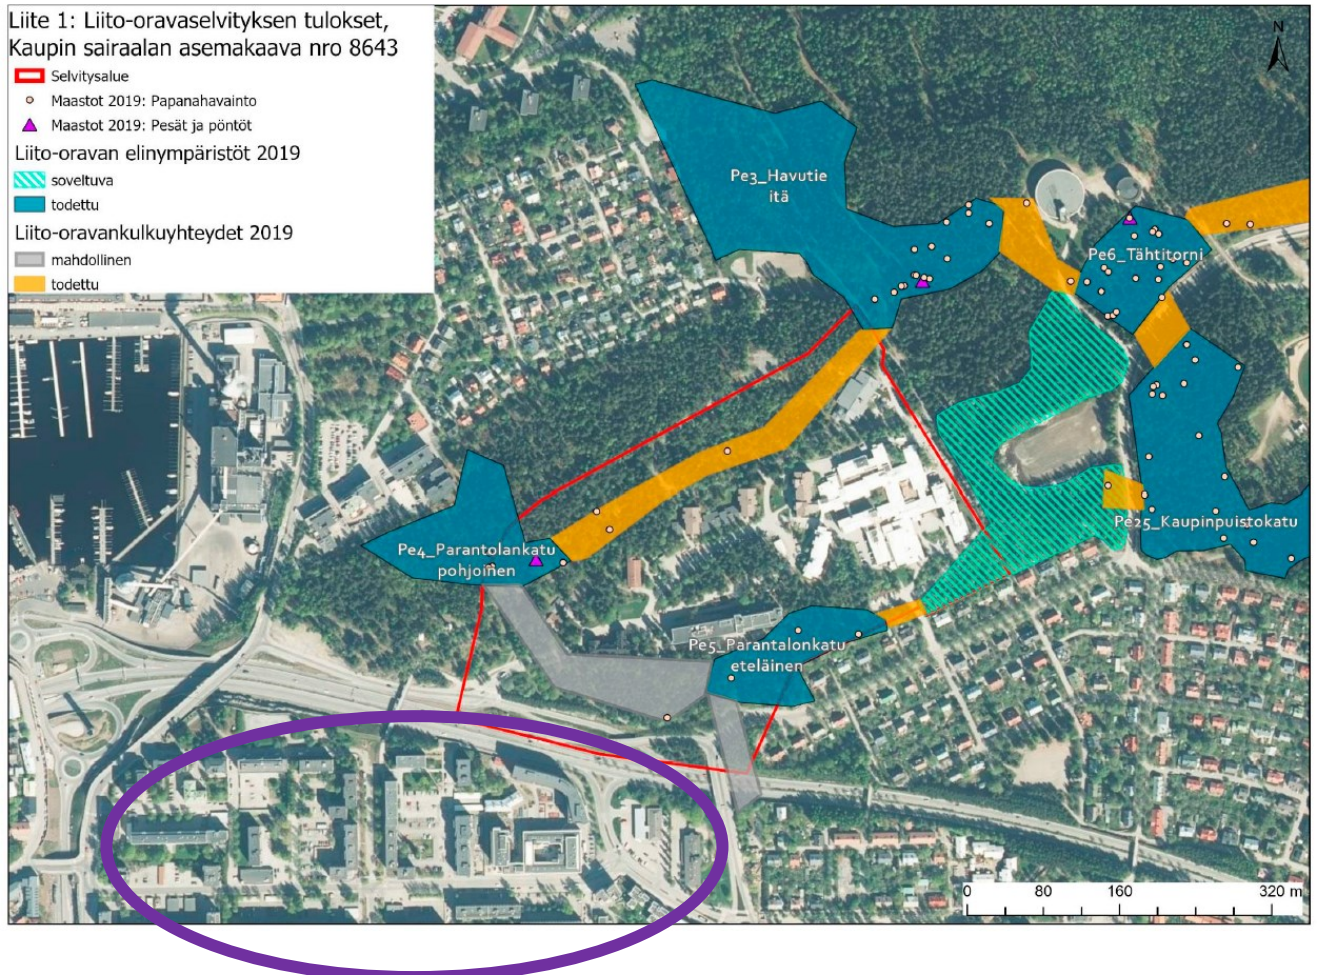 Liite 1: Liito-oravaselvityksen tulokset,
Kaupin sairaalan asemakaava nro 8643
Selvitysalue
Maastot 2019: Papanahavainto
Maastot 2019: Pesät ja pöntöt
Liito-oravan elinympäristöt 2019
soveltuva
todettu
Liito-oravankulkuyhteydet 2019
mahdollinen
todettu
N
Pe3_Havutie
itä
Pe6_Tähtitorni
Pe25_Kaupinpuistokatu
Pe4_Parantolankatu
pohjoinen
Pe5_Parantalonkatu
eteläinen
0 80 160 320 m